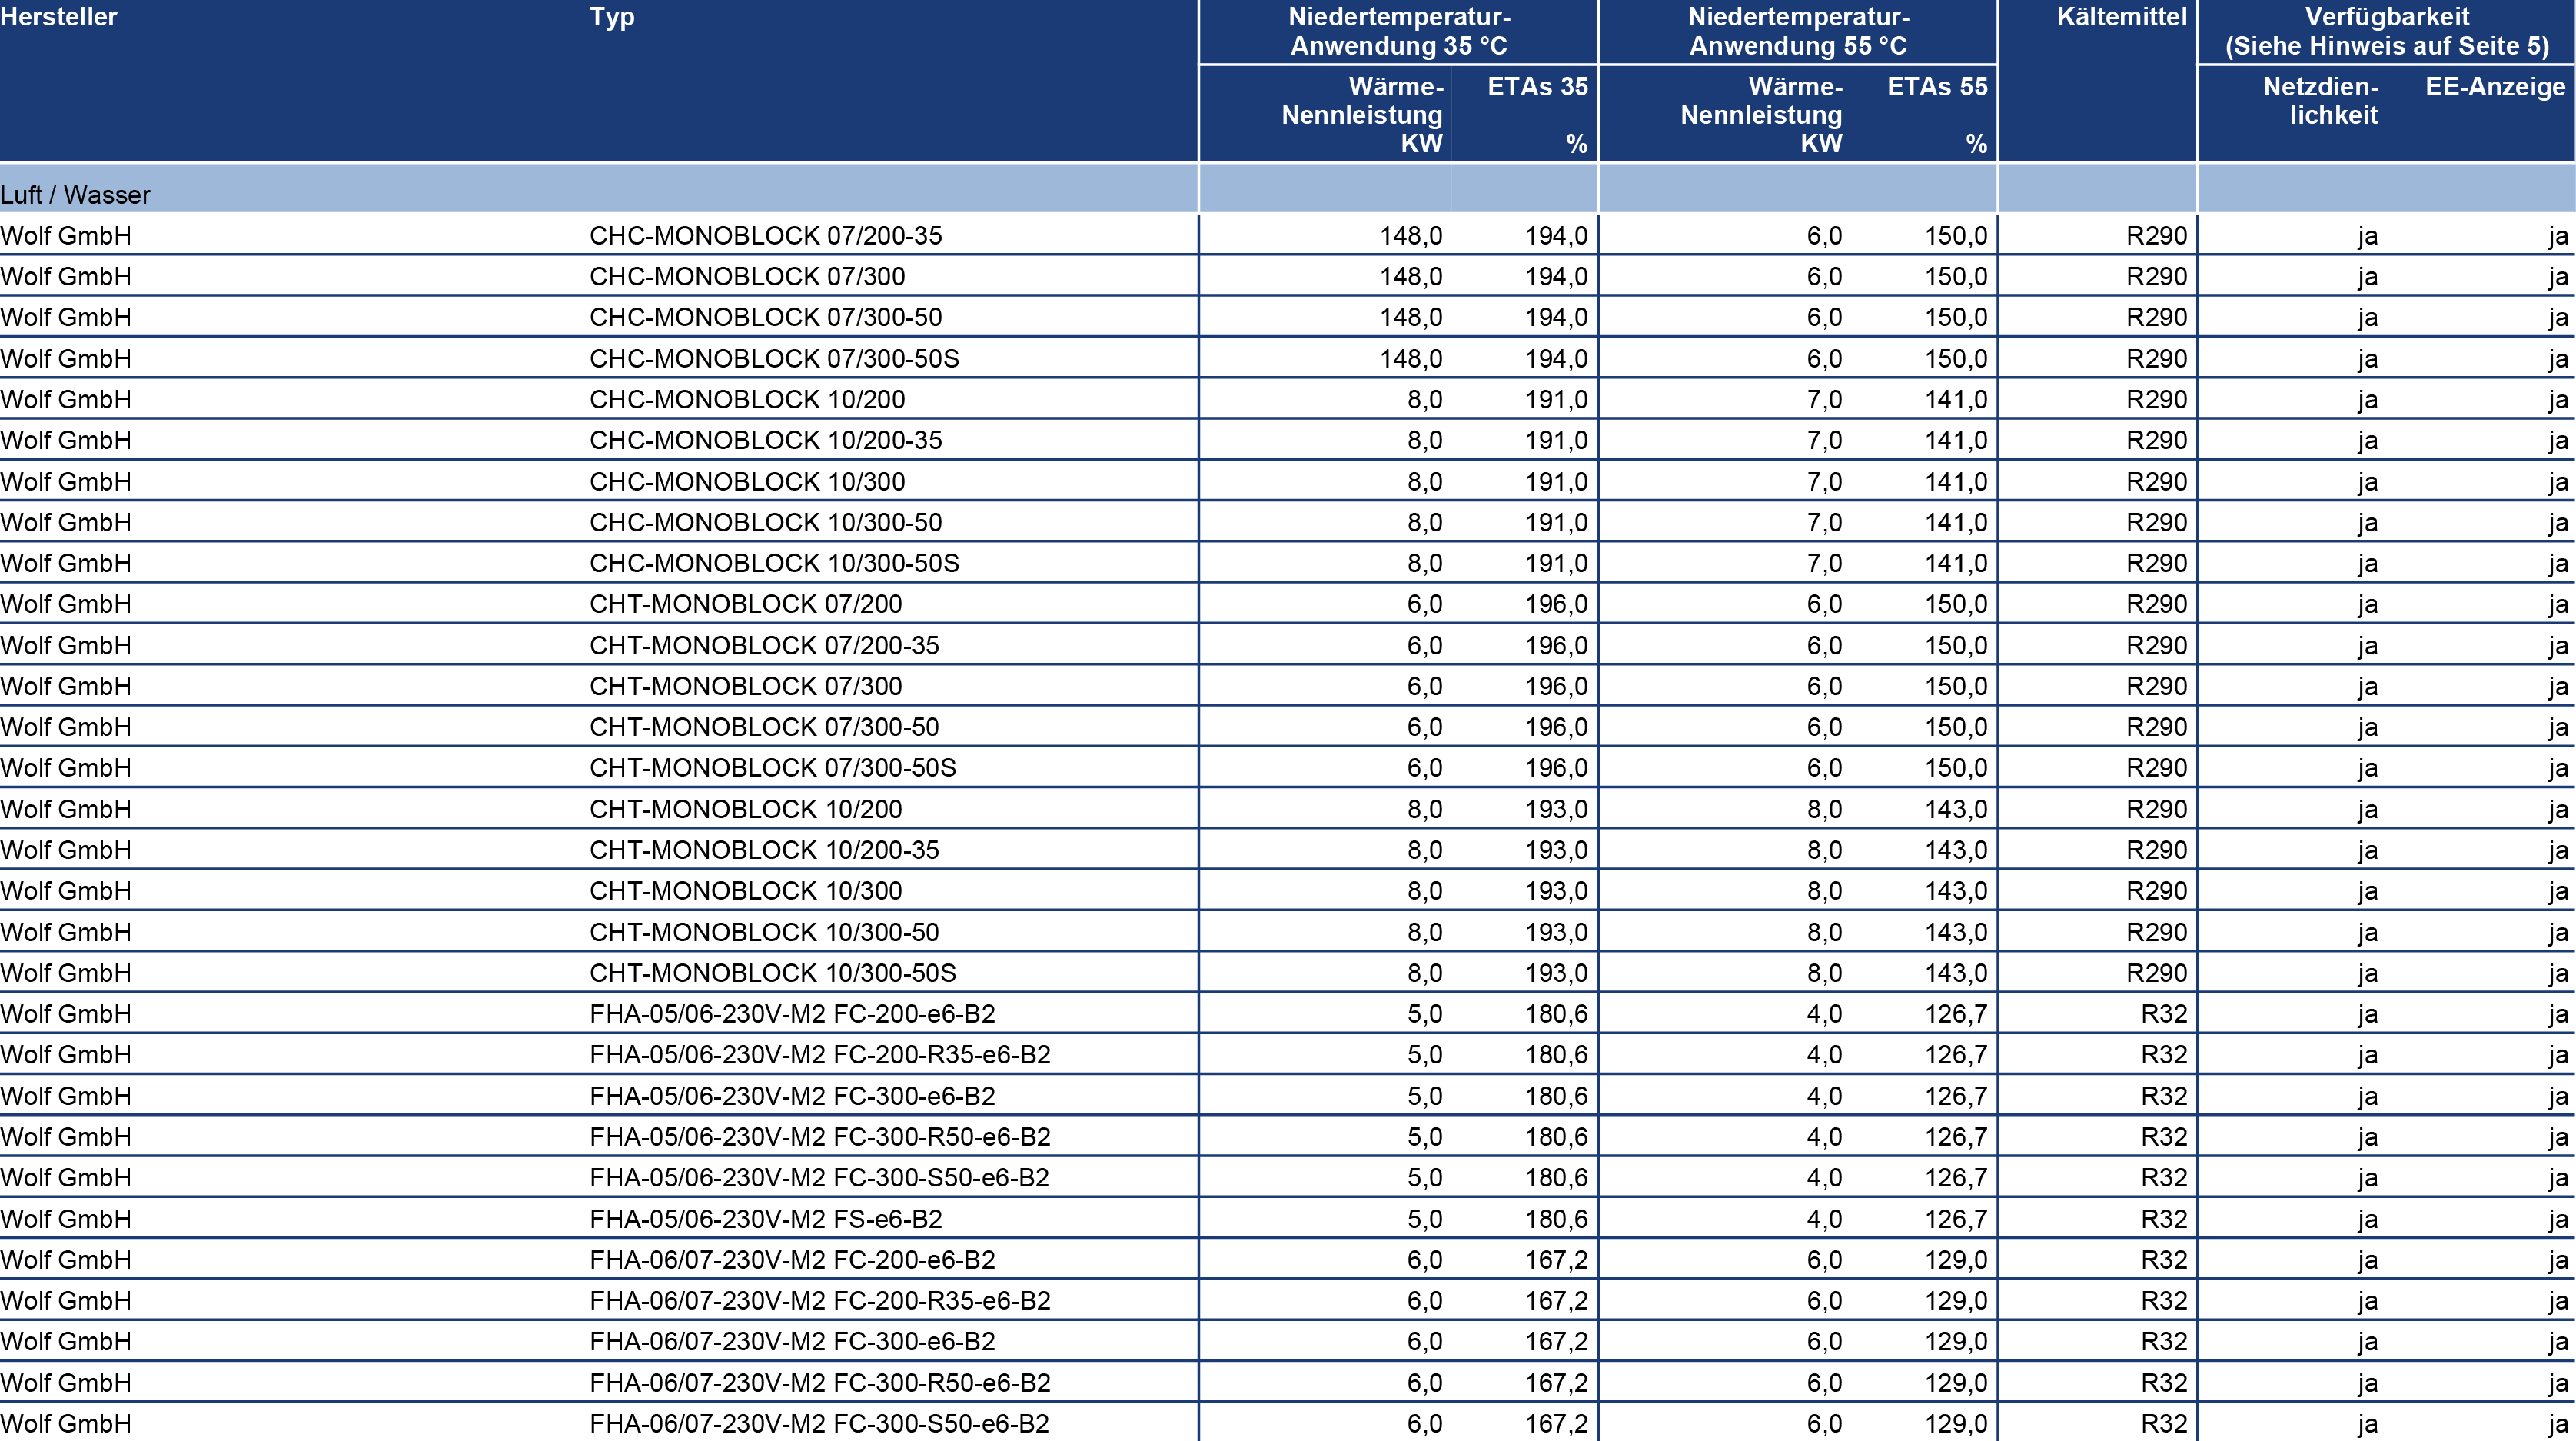 Hersteller Typ Niedertemperatur- Niedertemperatur- Kältemittel Verfügbarkeit
Anwendung 35 °C Anwendung 55 °C (Siehe Hinweis auf Seite 5)
Wärme- ETAs 35 Wärme- ETAs 55 Netzdien- EE-Anzeige
Nennleistung Nennleistung lichkeit
KW % KW %
Luft / Wasser
Wolf GmbH CHC-MONOBLOCK 07/200-35 148,0 194,0 6,0 150,0 R290 ja ja
Wolf GmbH CHC-MONOBLOCK 07/300 148,0 194,0 6,0 150,0 R290 ja ja
Wolf GmbH CHC-MONOBLOCK 07/300-50 148,0 194,0 6,0 150,0 R290 ja ja
Wolf GmbH CHC-MONOBLOCK 07/300-50S 148,0 194,0 6,0 150,0 R290 ja ja
Wolf GmbH CHC-MONOBLOCK 10/200 8,0 191,0 7,0 141,0 R290 ja ja
Wolf GmbH CHC-MONOBLOCK 10/200-35 8,0 191,0 7,0 141,0 R290 ja ja
Wolf GmbH CHC-MONOBLOCK 10/300 8,0 191,0 7,0 141,0 R290 ja ja
Wolf GmbH CHC-MONOBLOCK 10/300-50 8,0 191,0 7,0 141,0 R290 ja ja
Wolf GmbH CHC-MONOBLOCK 10/300-50S 8,0 191,0 7,0 141,0 R290 ja ja
Wolf GmbH CHT-MONOBLOCK 07/200 6,0 196,0 6,0 150,0 R290 ja ja
Wolf GmbH CHT-MONOBLOCK 07/200-35 6,0 196,0 6,0 150,0 R290 ja ja
Wolf GmbH CHT-MONOBLOCK 07/300 6,0 196,0 6,0 150,0 R290 ja ja
Wolf GmbH CHT-MONOBLOCK 07/300-50 6,0 196,0 6,0 150,0 R290 ja ja
Wolf GmbH CHT-MONOBLOCK 07/300-50S 6,0 196,0 6,0 150,0 R290 ja ja
Wolf GmbH CHT-MONOBLOCK 10/200 8,0 193,0 8,0 143,0 R290 ja ja
Wolf GmbH CHT-MONOBLOCK 10/200-35 8,0 193,0 8,0 143,0 R290 ja ja
Wolf GmbH CHT-MONOBLOCK 10/300 8,0 193,0 8,0 143,0 R290 ja ja
Wolf GmbH CHT-MONOBLOCK 10/300-50 8,0 193,0 8,0 143,0 R290 ja ja
Wolf GmbH CHT-MONOBLOCK 10/300-50S 8,0 193,0 8,0 143,0 R290 ja ja
Wolf GmbH FHA-05/06-230V-M2 FC-200-e6-B2 5,0 180,6 4,0 126,7 R32 ja ja
Wolf GmbH FHA-05/06-230V-M2 FC-200-R35-e6-B2 5,0 180,6 4,0 126,7 R32 ja ja
Wolf GmbH FHA-05/06-230V-M2 FC-300-e6-B2 5,0 180,6 4,0 126,7 R32 ja ja
Wolf GmbH FHA-05/06-230V-M2 FC-300-R50-e6-B2 5,0 180,6 4,0 126,7 R32 ja ja
Wolf GmbH FHA-05/06-230V-M2 FC-300-S50-e6-B2 5,0 180,6 4,0 126,7 R32 ja ja
Wolf GmbH FHA-05/06-230V-M2 FS-e6-B2 5,0 180,6 4,0 126,7 R32 ja ja
Wolf GmbH FHA-06/07-230V-M2 FC-200-e6-B2 6,0 167,2 6,0 129,0 R32 ja ja
Wolf GmbH FHA-06/07-230V-M2 FC-200-R35-e6-B2 6,0 167,2 6,0 129,0 R32 ja ja
Wolf GmbH FHA-06/07-230V-M2 FC-300-e6-B2 6,0 167,2 6,0 129,0 R32 ja ja
Wolf GmbH FHA-06/07-230V-M2 FC-300-R50-e6-B2 6,0 167,2 6,0 129,0 R32 ja ja
Wolf GmbH FHA-06/07-230V-M2 FC-300-S50-e6-B2 6,0 167,2 6,0 129,0 R32 ja ja